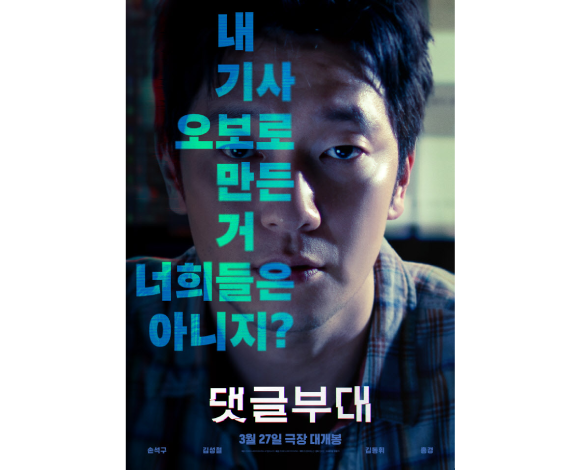 내
기사
오보로
만든
거
너희들은
아니지?
댓글부대
3월 27일 극장 대개봉
손석구 김성철 김동휘 홍경